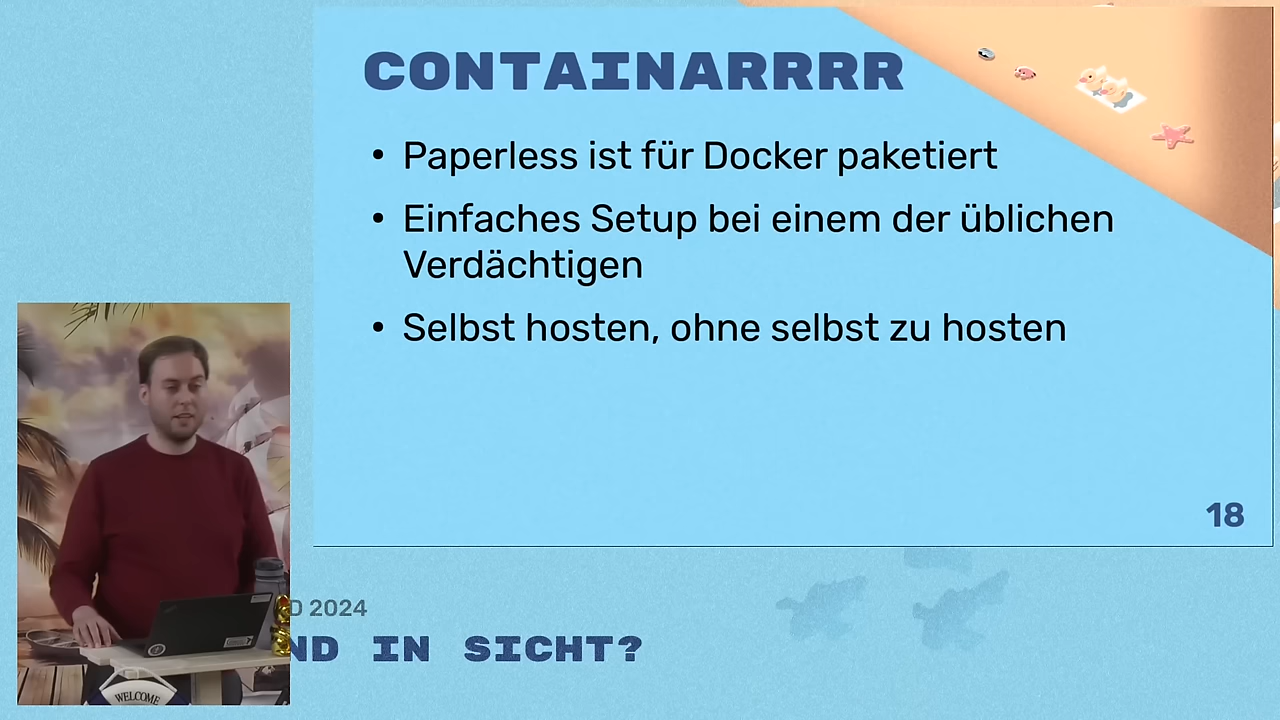 CONTAINARRRR
• Paperless ist für Docker paketiert
• Einfaches Setup bei einem der üblichen
Verdächtigen
• Selbst hosten, ohne selbst zu hosten
18
2024
IN SICHT?
WELCOME